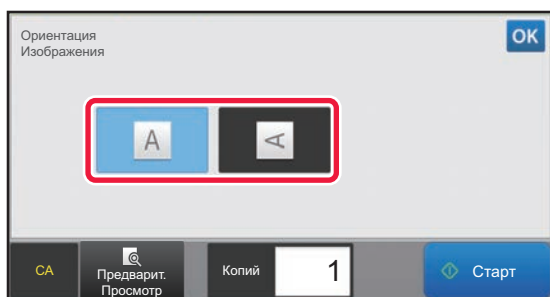 Ориентация
Изображения
OK
A
A
CA
Предварит.
Просмотр
Копий
1
Старт